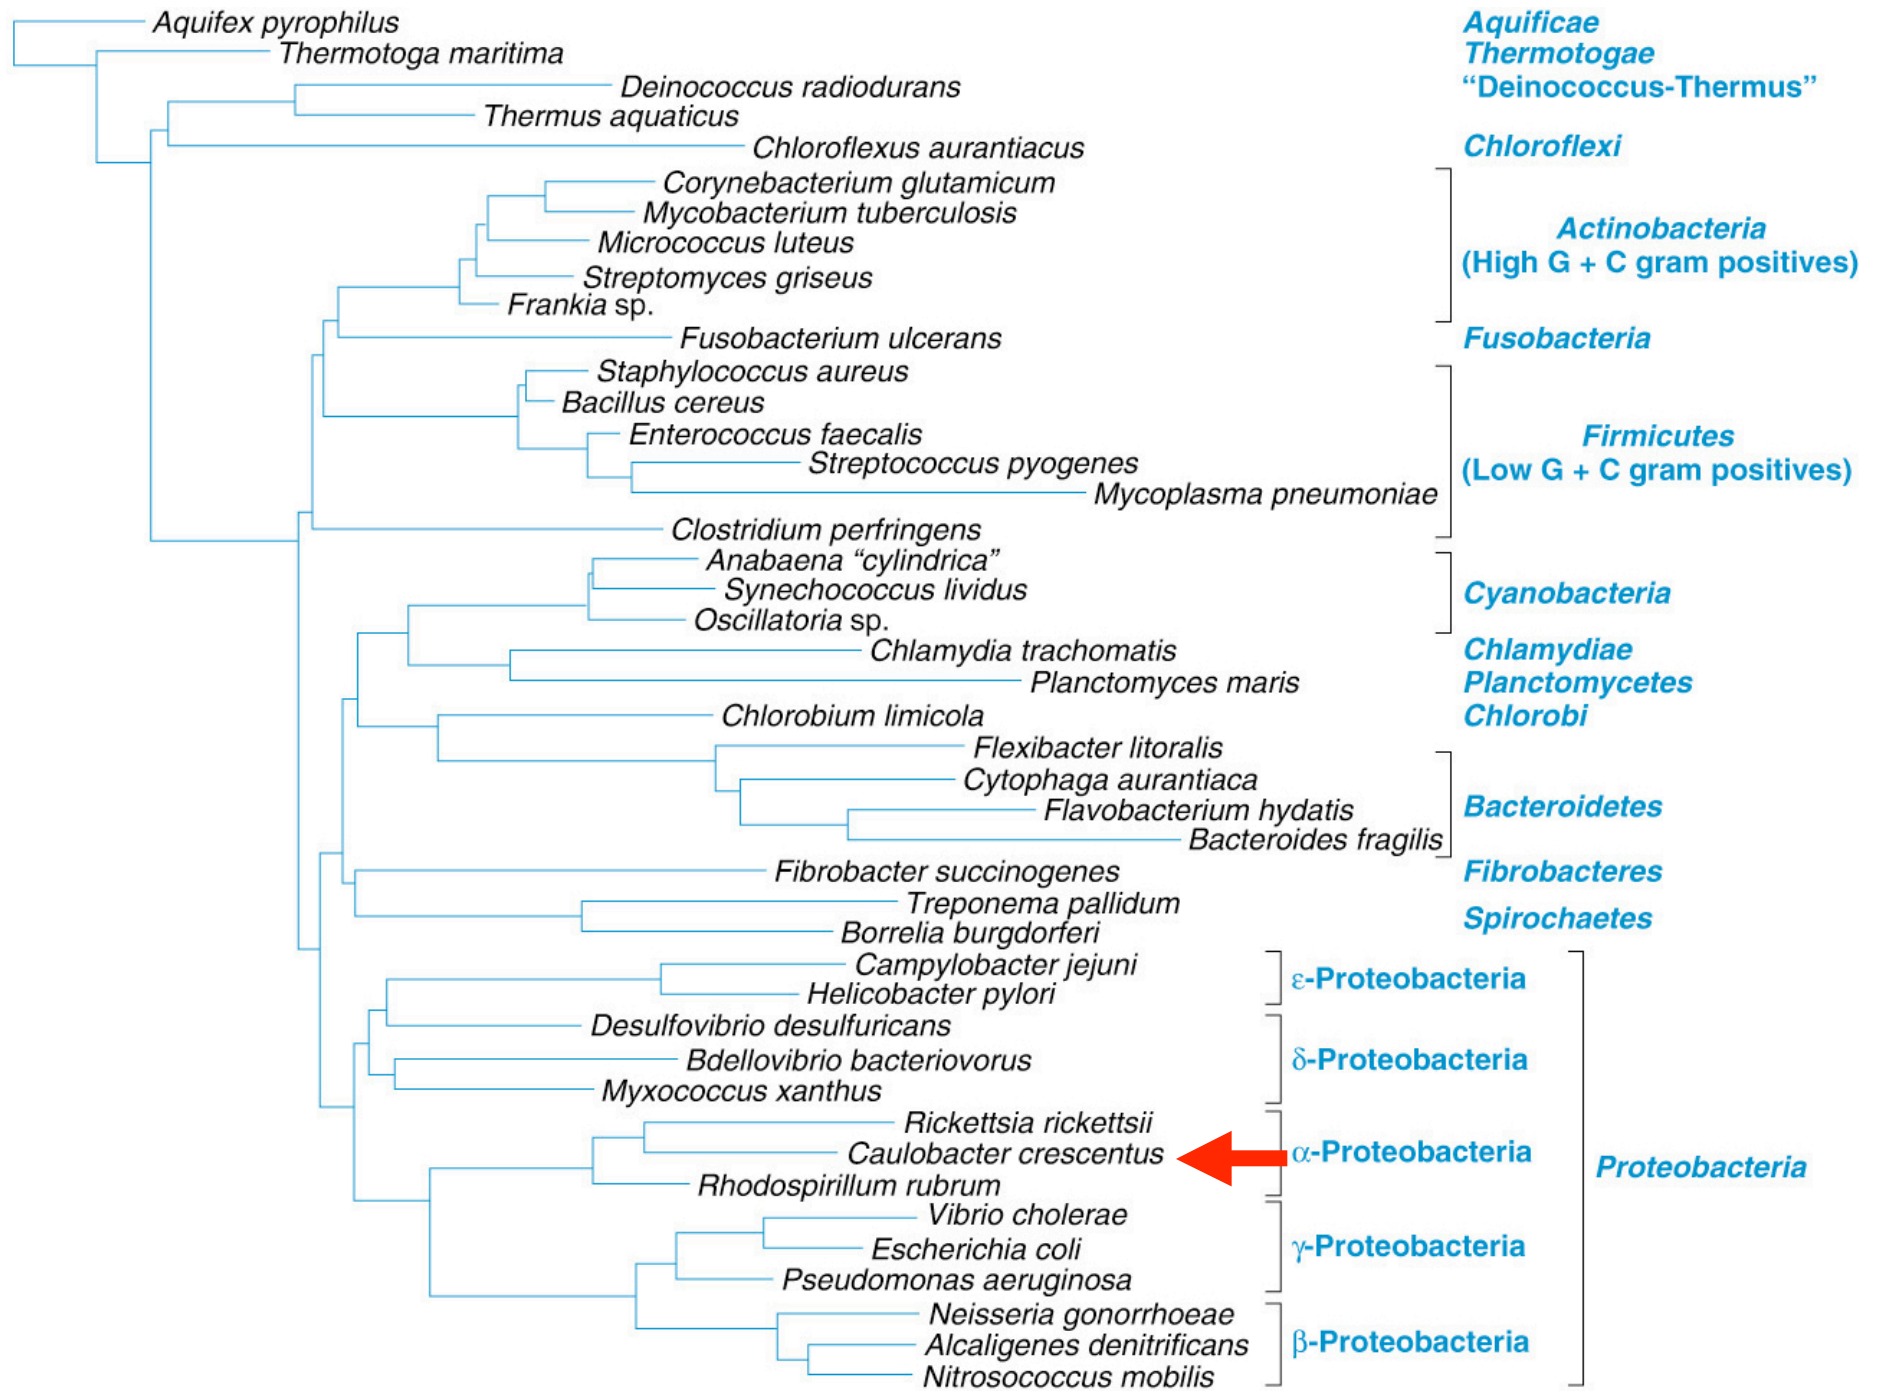 Aquifex pyrophilus Aquificae
Thermotoga maritima Thermotogae
Deinococcus radiodurans “Deinococcus-Thermus”
Thermus aquaticus
Chloroflexus aurantiacus Chloroflexi
Corynebacterium glutamicum
Mycobacterium tuberculosis
Actinobacteria
Micrococcus luteus
(High G + C gram positives)
Streptomyces griseus
Frankia sp.
Fusobacterium ulcerans Fusobacteria
Staphylococcus aureus
Bacillus cereus
Enterococcus faecalis Firmicutes
Streptococcus pyogenes (Low G + C gram positives)
Mycoplasma pneumoniae
Clostridium perfringens
Anabaena “cylindrica”
Synechococcus lividus Cyanobacteria
Oscillatoria sp.
Chlamydia trachomatis Chlamydiae
Planctomyces maris Planctomycetes
Chlorobium limicola Chlorobi
Flexibacter litoralis
Cytophaga aurantiaca
Flavobacterium hydatis Bacteroidetes
Bacteroides fragilis
Fibrobacter succinogenes Fibrobacteres
Treponema pallidum Spirochaetes
Borrelia burgdorferi
Campylobacter jejuni ε-Proteobacteria
Helicobacter pylori
Desulfovibrio desulfuricans
Bdellovibrio bacteriovorus δ-Proteobacteria
Myxococcus xanthus
Rickettsia rickettsii
Caulobacter crescentus α-Proteobacteria Proteobacteria
Rhodospirillum rubrum
Vibrio cholerae
Escherichia coli γ-Proteobacteria
Pseudomonas aeruginosa
Neisseria gonorrhoeae
Alcaligenes denitrificans β-Proteobacteria
Nitrosococcus mobilis